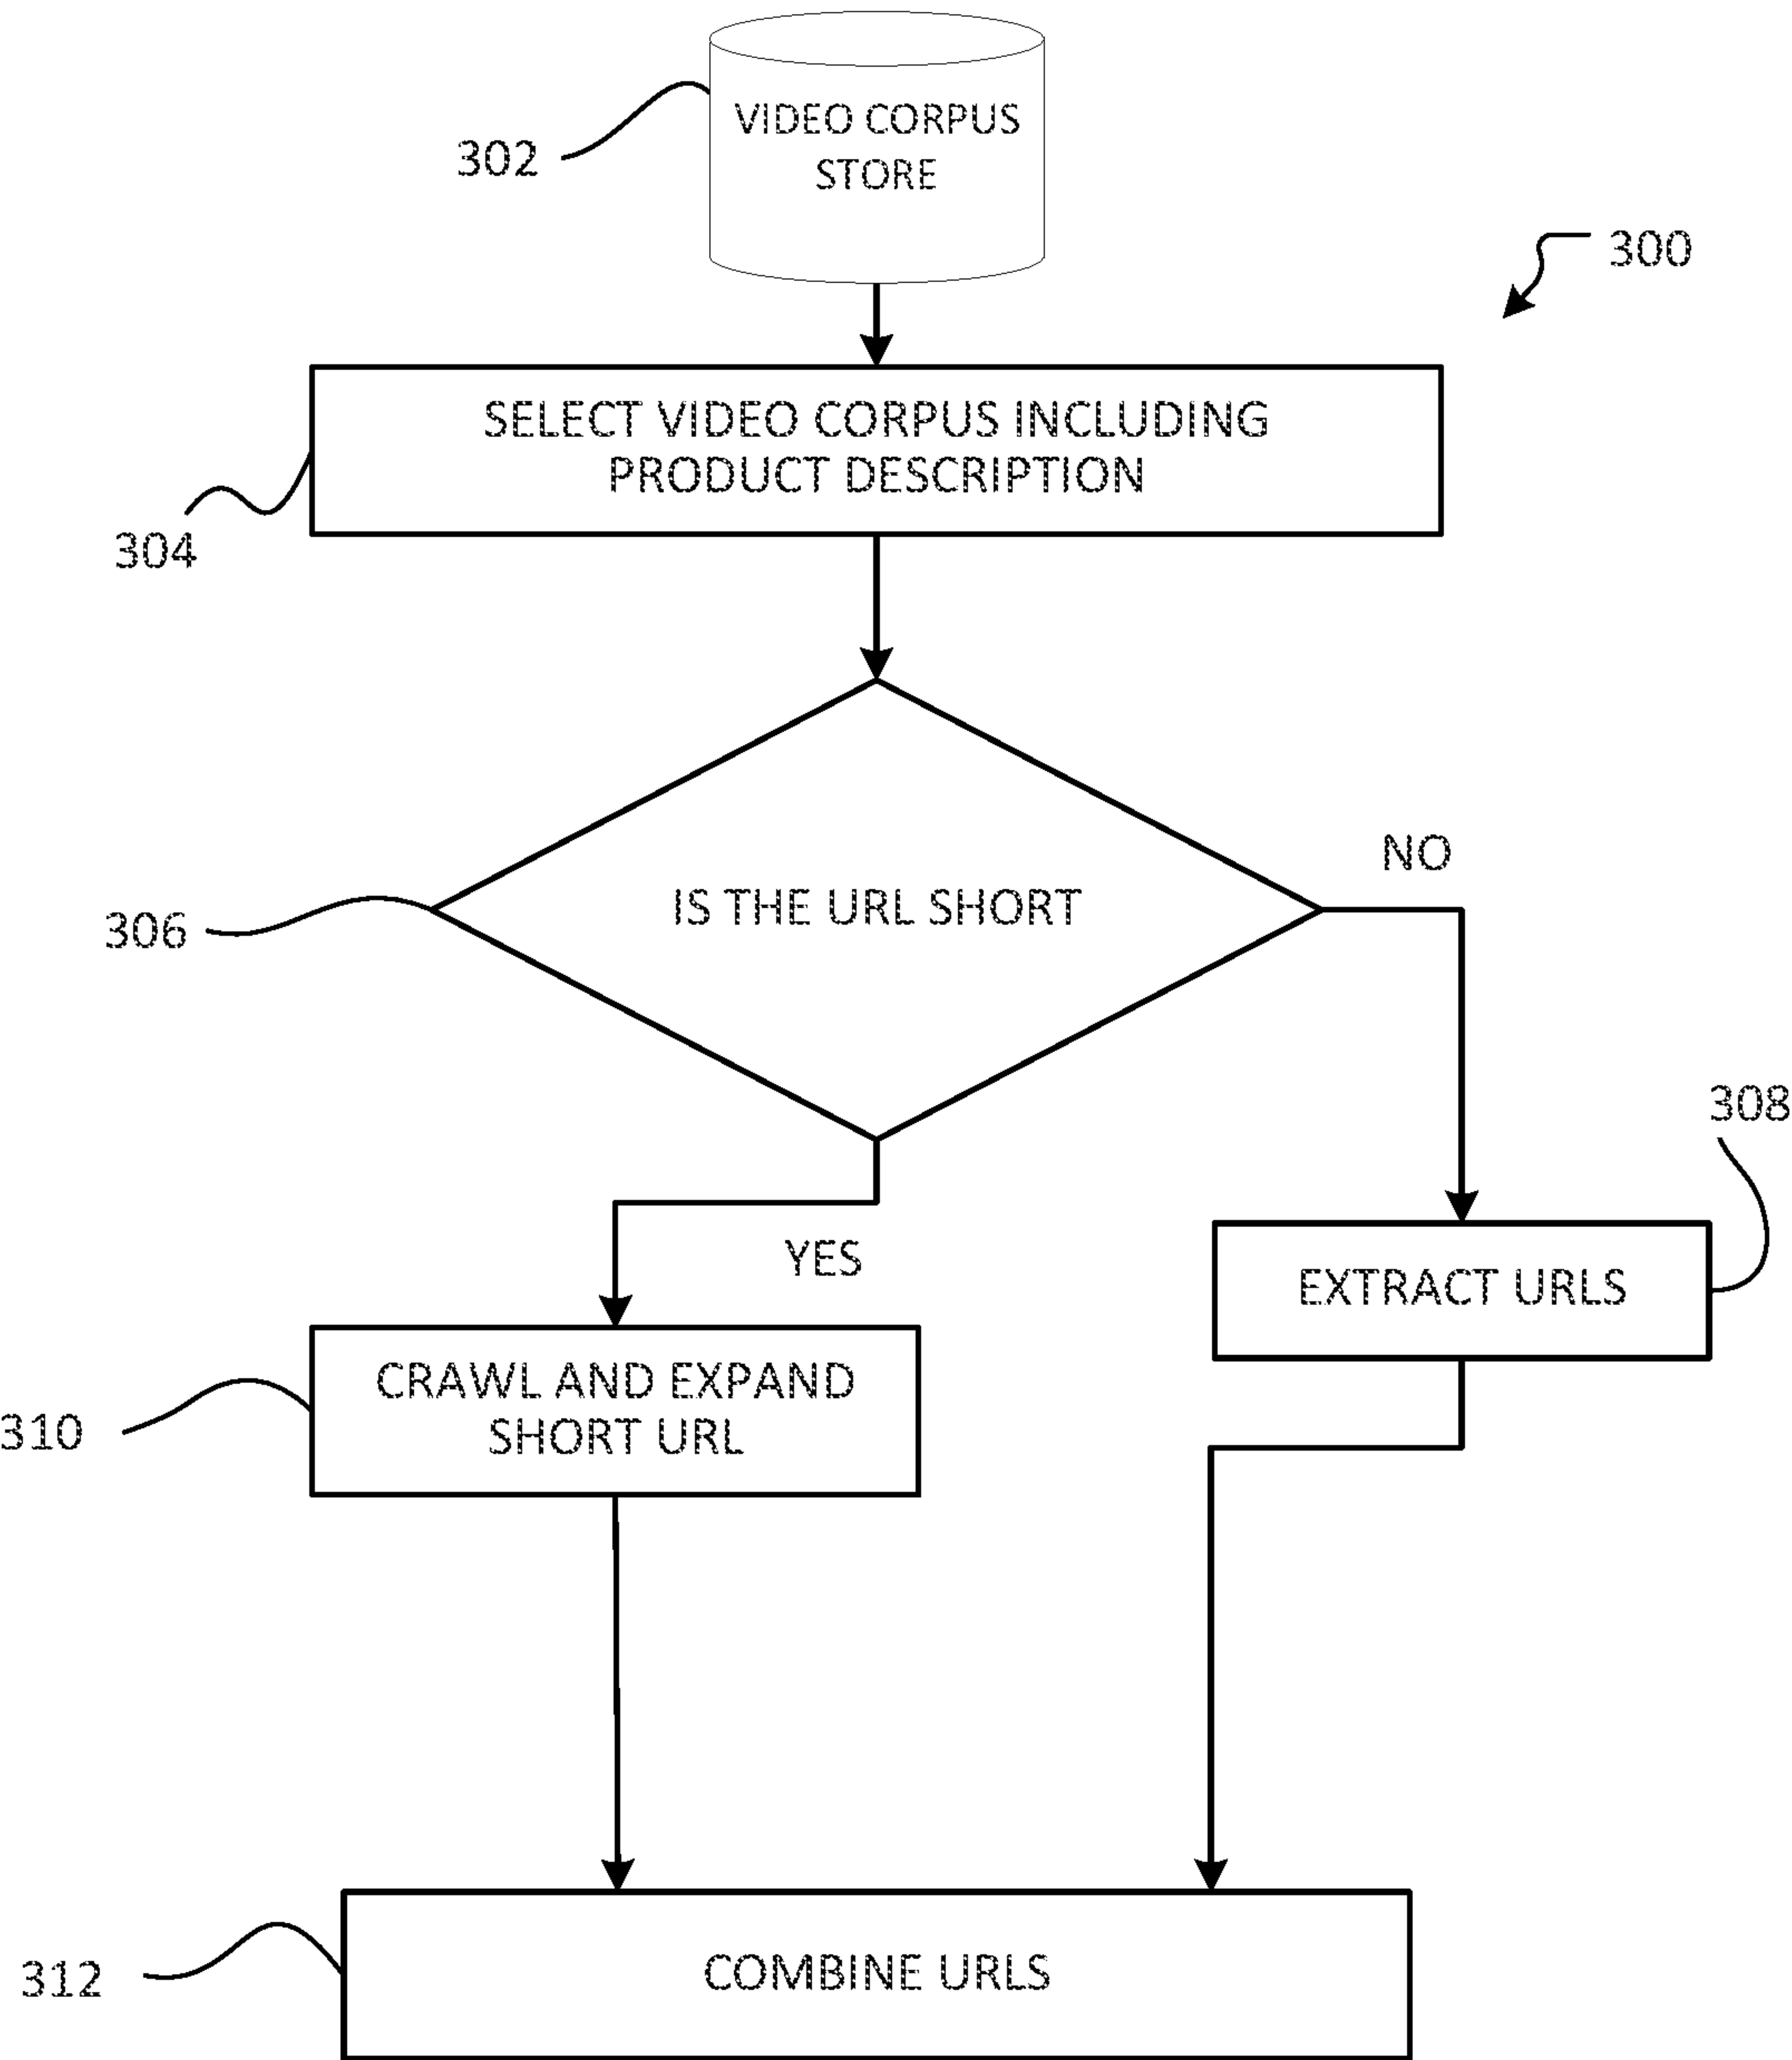 VIDEO CORPUS
STORE
302
300
SELECT VIDEO CORPUS INCLUDING
PRODUCT DESCRIPTION
304
NO
IS THE URL SHORT
306
308
YES
EXTRACT URLS
CRAWL AND EXPAND
SHORT URL
310
COMBINE URLS
312